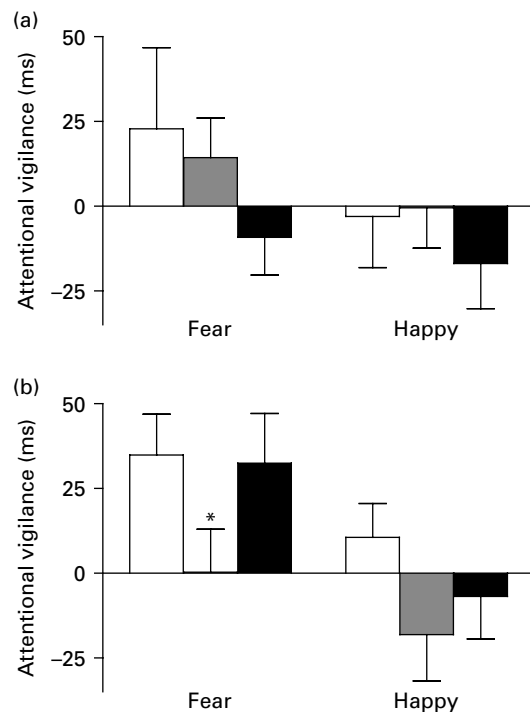 (a)
Attentional vigilance (ms)
50
25
0
−25
Fear
Happy
(b)
Attentional vigilance (ms)
50
25
0
−25
*
Fear
Happy